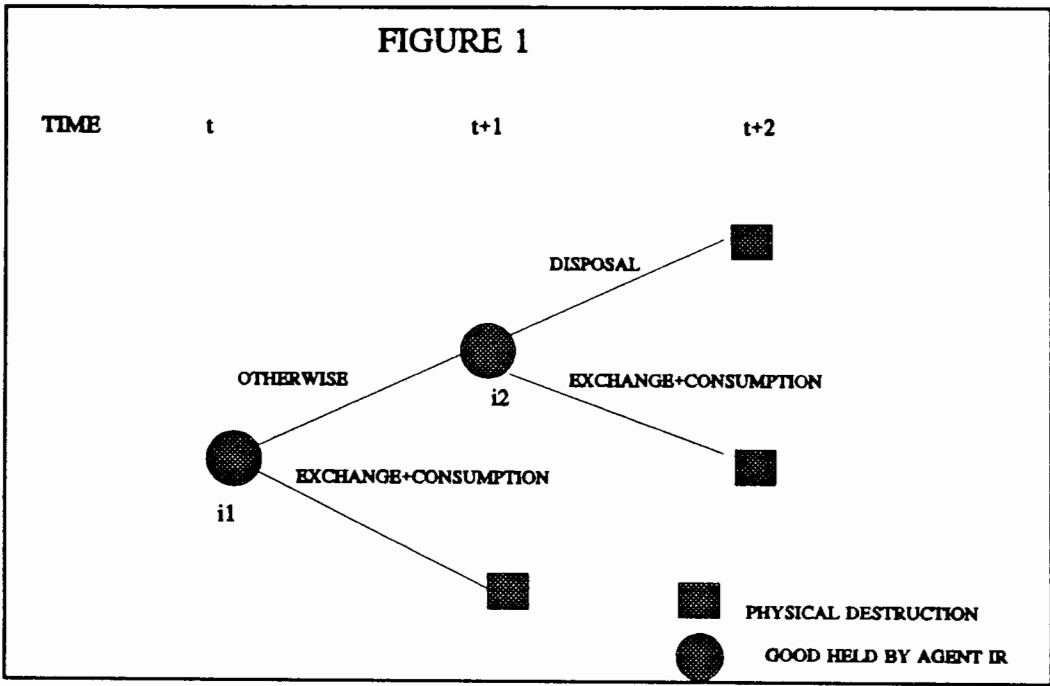 FIGURE 1
TIME t t+1 t+2
DISPOSAL
OTHERWISE
EXCHANGE+CONSUMPTION
i2
EXCHANGE+CONSUMPTION
i1
PHYSICAL DESTRUCTION
GOOD HELD BY AGENT IR